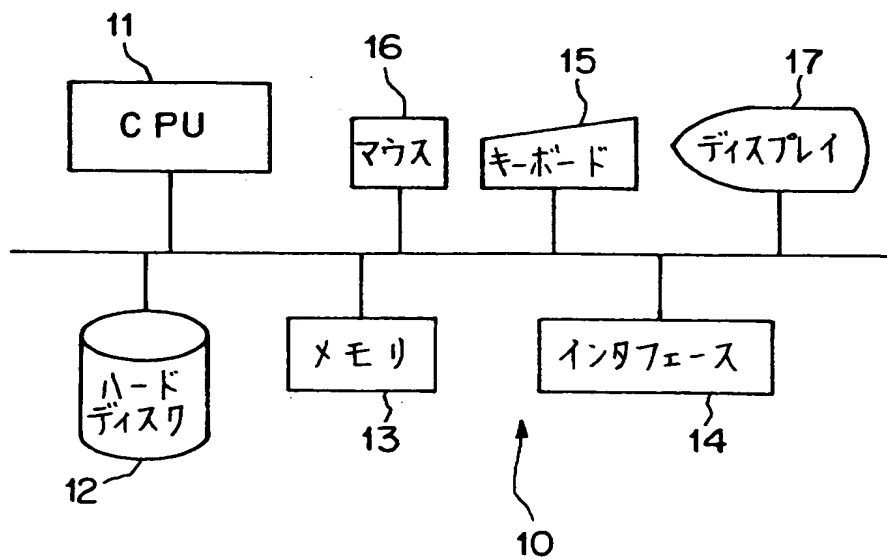 11
16
15
17
CPU
マウス
キーボード
ディスプレイ
ハード
ディスク
メモリ
インタフェース
12
13
14
10